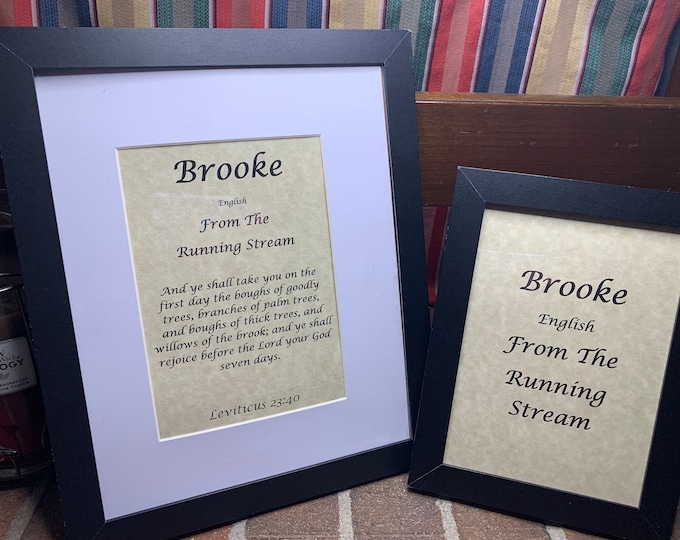 Brooke
English
From The
Running Stream
And ye shall take you on the
first day the boughs of goodly
trees, branches of palm trees,
and boughs of thick trees, and
willows of the brook; and ye shall
rejoice before the Lord your God
seven days.
Leviticus 23:40
Brooke
English
From The
Running
Stream